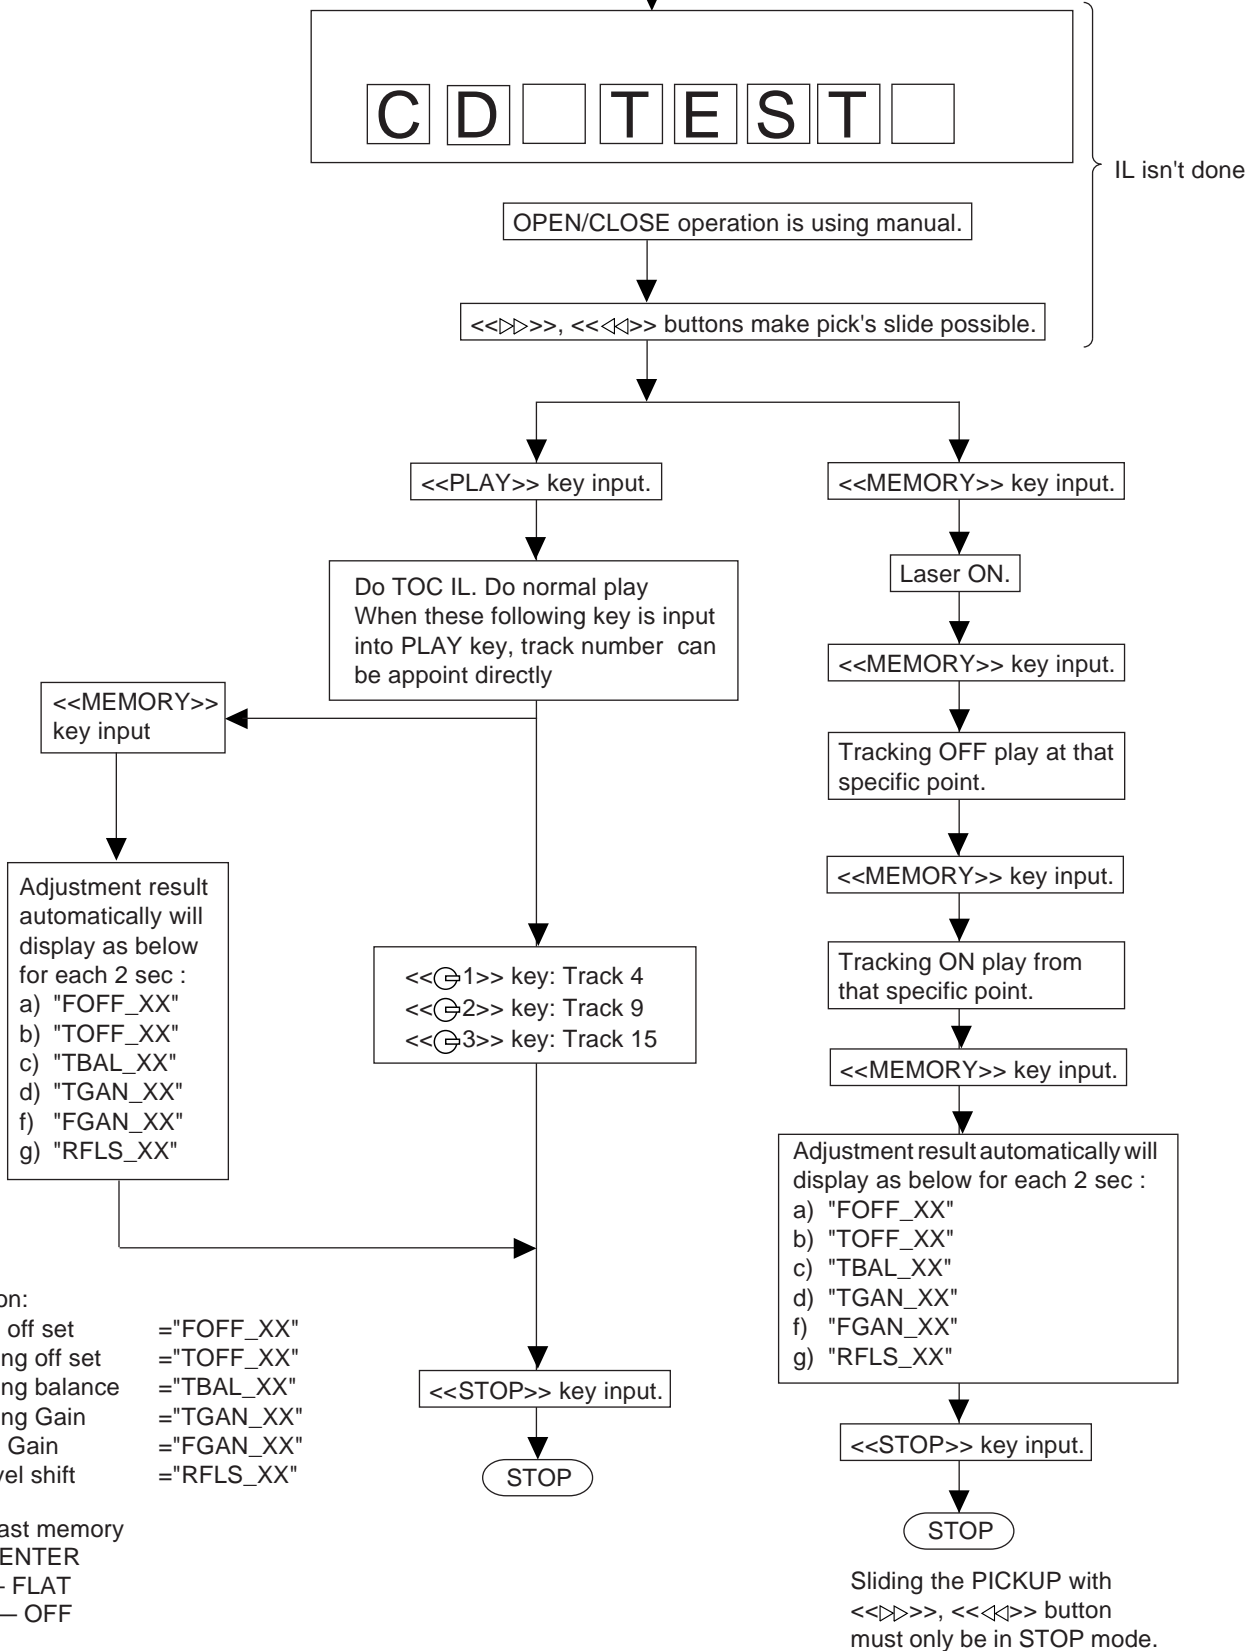 CD TEST
IL isn't done
OPEN/CLOSE operation is using manual.
<<▷▷>>, <<◁◁>> buttons make pick's slide possible.
<<PLAY>> key input.
<<MEMORY>> key input.
Do TOC IL. Do normal play
When these following key is input
into PLAY key, track number can
be appoint directly
Laser ON.
<<MEMORY>> key input.
<<MEMORY>>
key input
Tracking OFF play at that
specific point.
<<MEMORY>> key input.
Adjustment result
automatically will
display as below
for each 2 sec :
a) "FOFF_XX"
b) "TOFF_XX"
c) "TBAL_XX"
d) "TGAN_XX"
f) "FGAN_XX"
g) "RFLS_XX"
<<1>> key: Track 4
<<2>> key: Track 9
<<3>> key: Track 15
Tracking ON play from
that specific point.
<<MEMORY>> key input.
Adjustment result automatically will
display as below for each 2 sec :
a) "FOFF_XX"
b) "TOFF_XX"
c) "TBAL_XX"
d) "TGAN_XX"
f) "FGAN_XX"
g) "RFLS_XX"
on:
off set ="FOFF_XX"
ng off set ="TOFF_XX"
ng balance ="TBAL_XX"
ng Gain ="TGAN_XX"
Gain ="FGAN_XX"
vel shift ="RFLS_XX"
ast memory
ENTER
- FLAT
— OFF
<<STOP>> key input.
STOP
<<STOP>> key input.
STOP
Sliding the PICKUP with
<<▷▷>>, <<◁◁>> button
must only be in STOP mode.